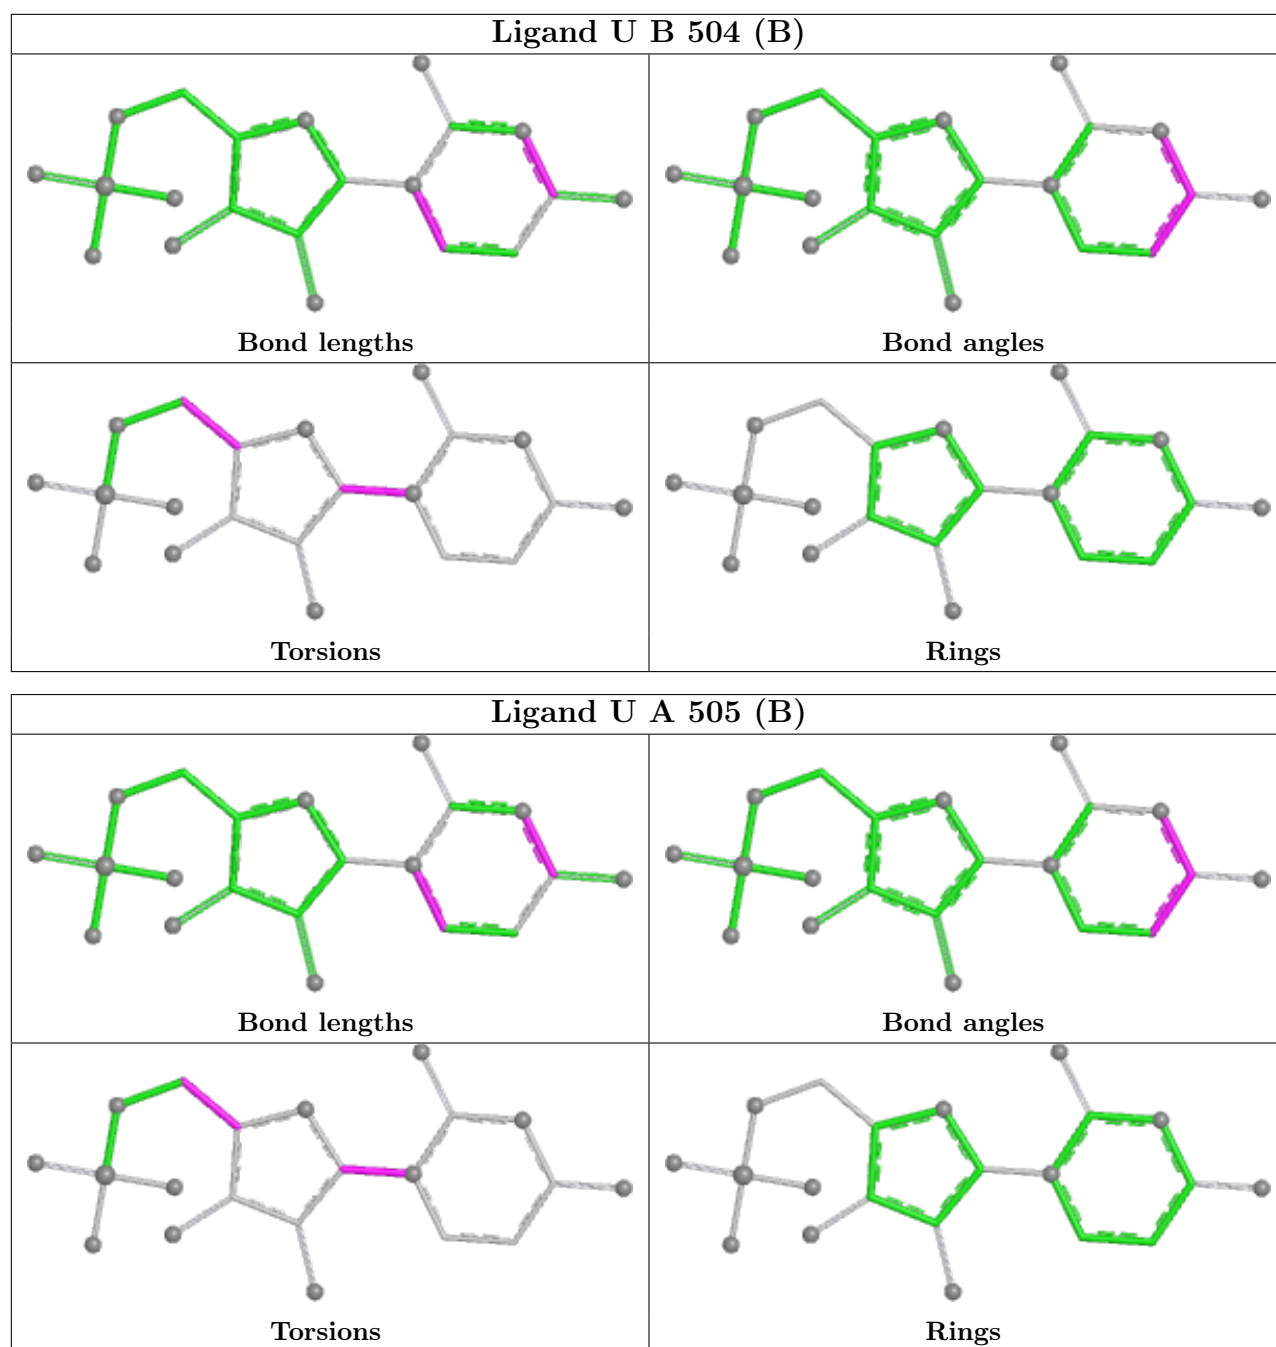 Ligand U B 504 (B)
Bond lengths
Bond angles
Torsions
Rings
Ligand U A 505 (B)
Bond lengths
Bond angles
Torsions
Rings